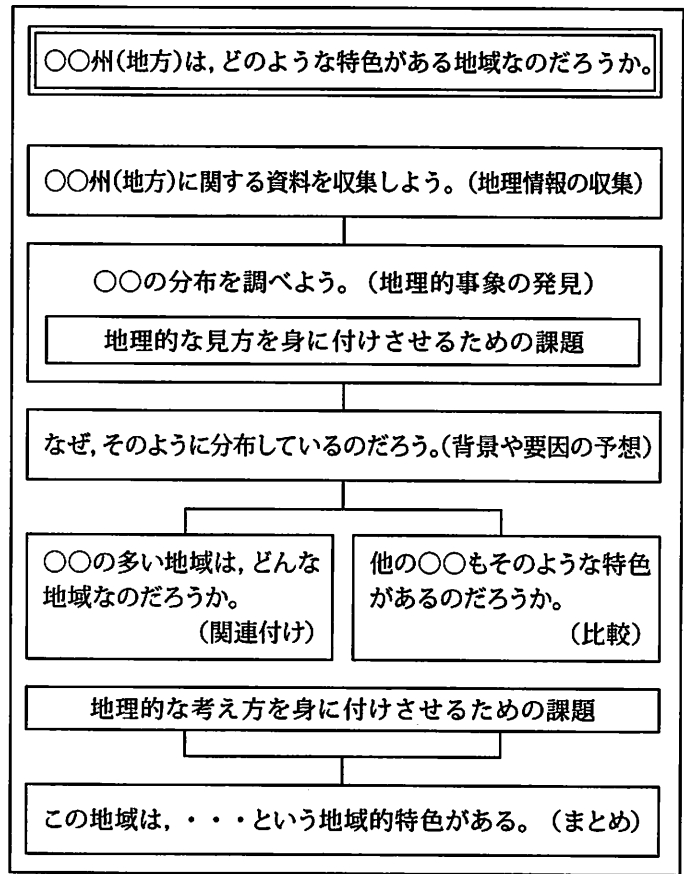 ○○州(地方)は,どのような特色がある地域なのだろうか。
○○州(地方)に関する資料を収集しよう。(地理情報の収集)
○○の分布を調べよう。(地理的事象の発見)
地理的な見方を身に付けさせるための課題
なぜ,そのように分布しているのだろう。(背景や要因の予想)
○○の多い地域は,どんな
地域なのだろうか。
(関連付け)
他の○○もそのような特色
があるのだろうか。
(比較)
地理的な考え方を身に付けさせるための課題
この地域は,・・・という地域的特色がある。(まとめ)